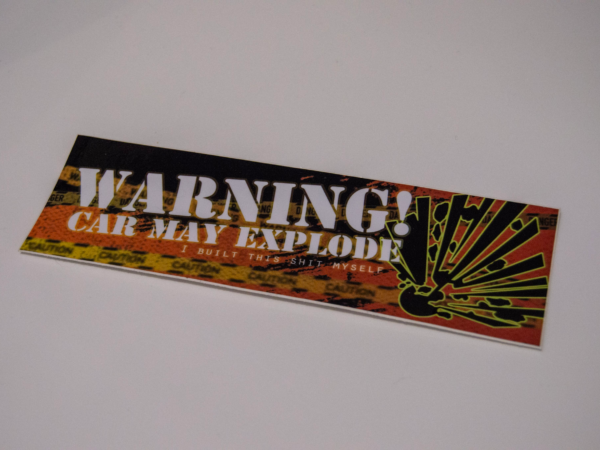 WARNING!
CAR MAY EXPLODE
I BUILT THIS SHIT MYSELF
CAUTION
CAUTION
CAUTION
CAUTION